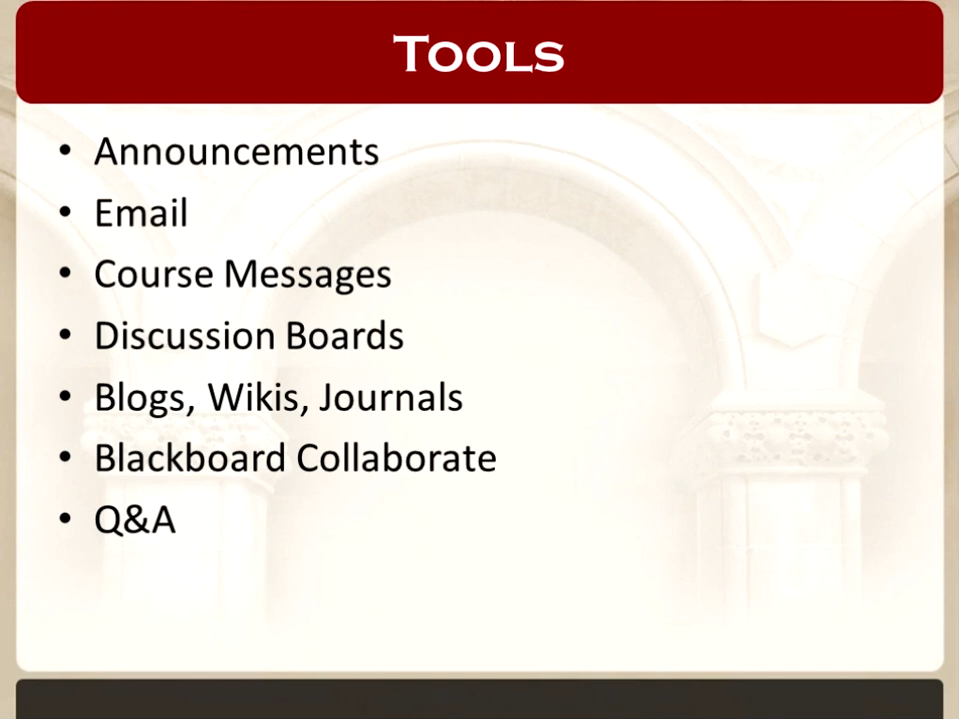 Tools
• Announcements
• Email
• Course Messages
• Discussion Boards
• Blogs, Wikis, Journals
• Blackboard Collaborate
• Q&A